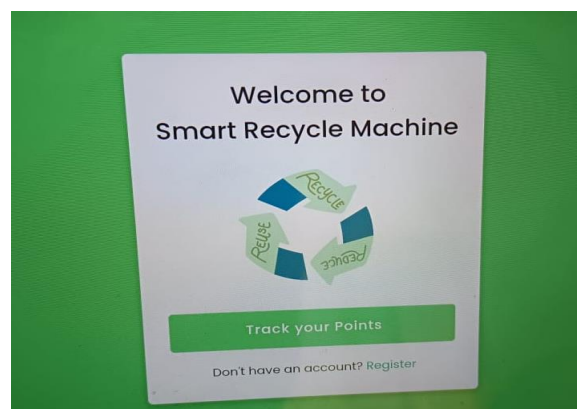 Welcome to
Smart Recycle Machine
RECYCLE
REUSE
REDUCE
Track your Points
Don't have an account? Register